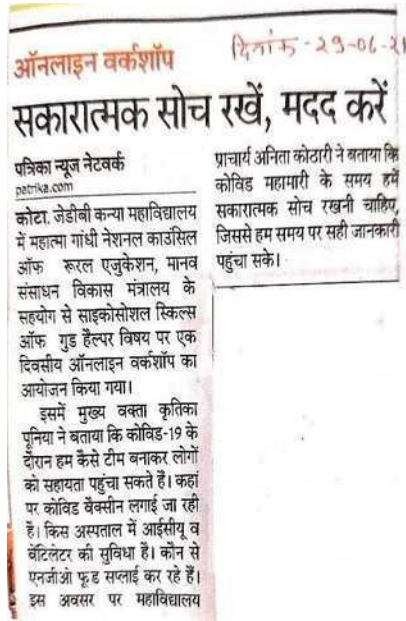 ऑनलाइन वर्कशॉप
दिनांक - 29-06-21
सकारात्मक सोच रखें, मदद करें
पत्रिका न्यूज नेटवर्क
patrika.com
कोटा. जेडीबी कन्या महाविद्यालय
में महात्मा गांधी नेशनल काउंसिल
ऑफ रूरल एजुकेशन, मानव
संसाधन विकास मंत्रालय के
सहयोग से साइकोसोशल स्किल्स
ऑफ गुड हैल्पर विषय पर एक
दिवसीय ऑनलाइन वर्कशॉप का
आयोजन किया गया।
इसमें मुख्य वक्ता कृतिका
पूनिया ने बताया कि कोविड-19 के
दौरान हम कैसे टीम बनाकर लोगों
को सहायता पहुंचा सकते है। कहां
पर कोविड वैक्सीन लगाई जा रही
है। किस अस्पताल में आईसीयू व
वेंटिलेटर की सुविधा है। कौन से
एनजीओ फूड सप्लाई कर रहे हैं।
इस अवसर पर महाविद्यालय
प्राचार्य अनिता कोठारी ने बताया कि
कोविड महामारी के समय हमें
सकारात्मक सोच रखनी चाहिए,
जिससे हम समय पर सही जानकारी
पहुंचा सके।